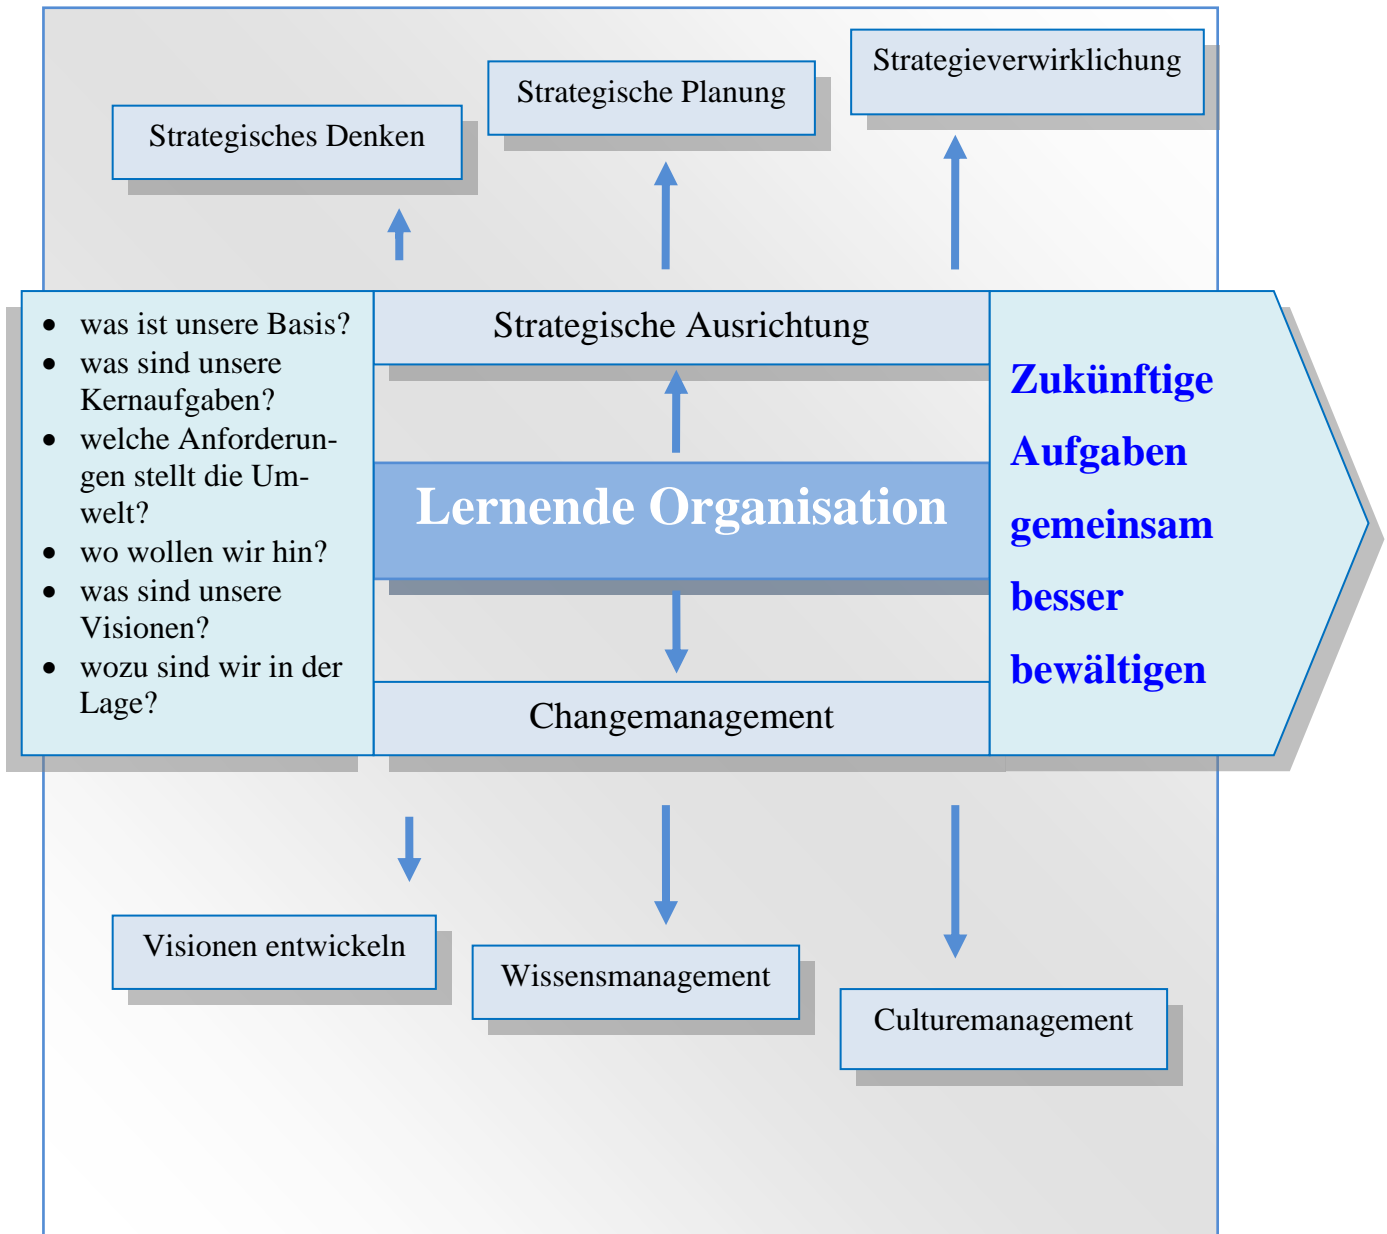 Strategieverwirklichung
Strategische Planung
Strategisches Denken
• was ist unsere Basis?
• was sind unsere
Kernaufgaben?
• welche Anforderun-
gen stellt die Um-
welt?
• wo wollen wir hin?
• was sind unsere
Visionen?
• wozu sind wir in der
Lage?
Strategische Ausrichtung
Lernende Organisation
Changemanagement
Zukünftige
Aufgaben
gemeinsam
besser
bewältigen
Visionen entwickeln
Wissensmanagement
Culturemanagement